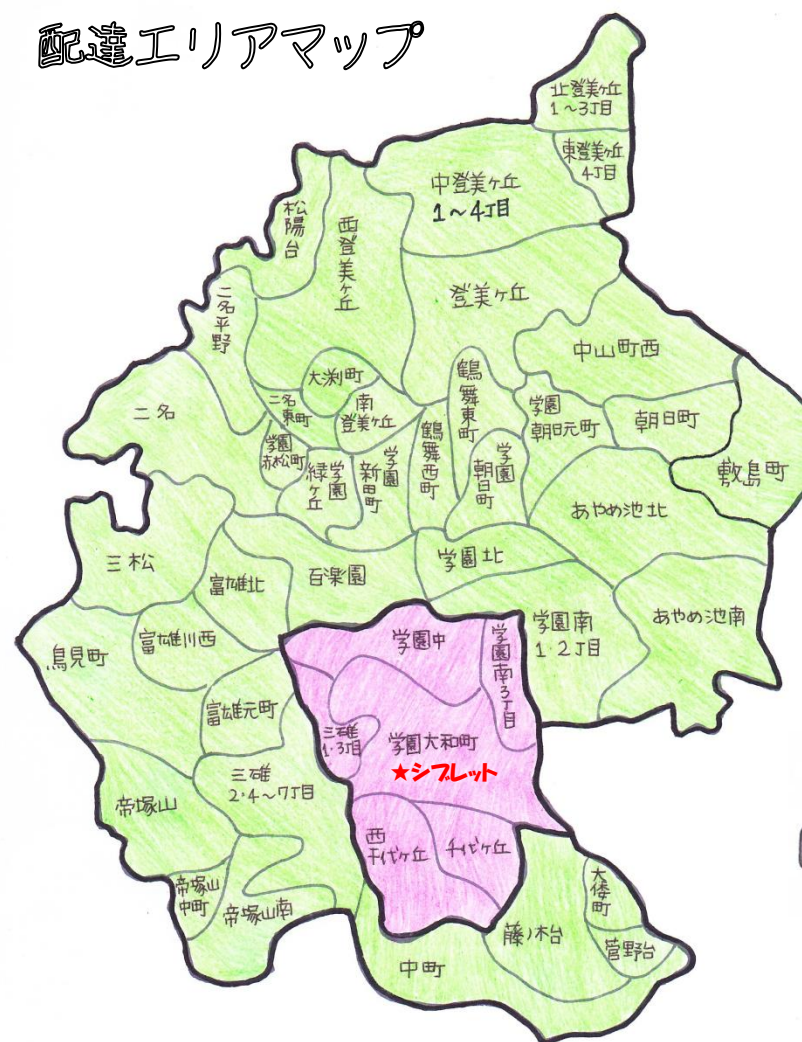 配達エリアマップ
北登美ヶ丘
1〜3丁目
東登美ヶ丘
4丁目
中登美ヶ丘
1〜4丁目
松陽台
西登美ヶ丘
登美ヶ丘
二名平野
中山町西
大渕町
鶴舞東町
二名
二名
東町
南
登美ヶ丘
学園
朝日元町
朝日町
学園
赤松町
学園
緑ヶ丘
学園
新田町
鶴舞西町
学園
朝日町
敷島町
あやめ池北
三松
富雄北
百楽園
学園北
鳥見町
富雄川西
学園中
学園南3丁目
学園南
1・2丁目
あやめ池南
富雄元町
三碓
1・3丁目
学園大和町
★シブレット
三碓
2・4〜7丁目
帝塚山
西
千代ヶ丘
千代ヶ丘
帝塚山
中町
帝塚山南
大倭町
藤ノ木台
菅野台
中町